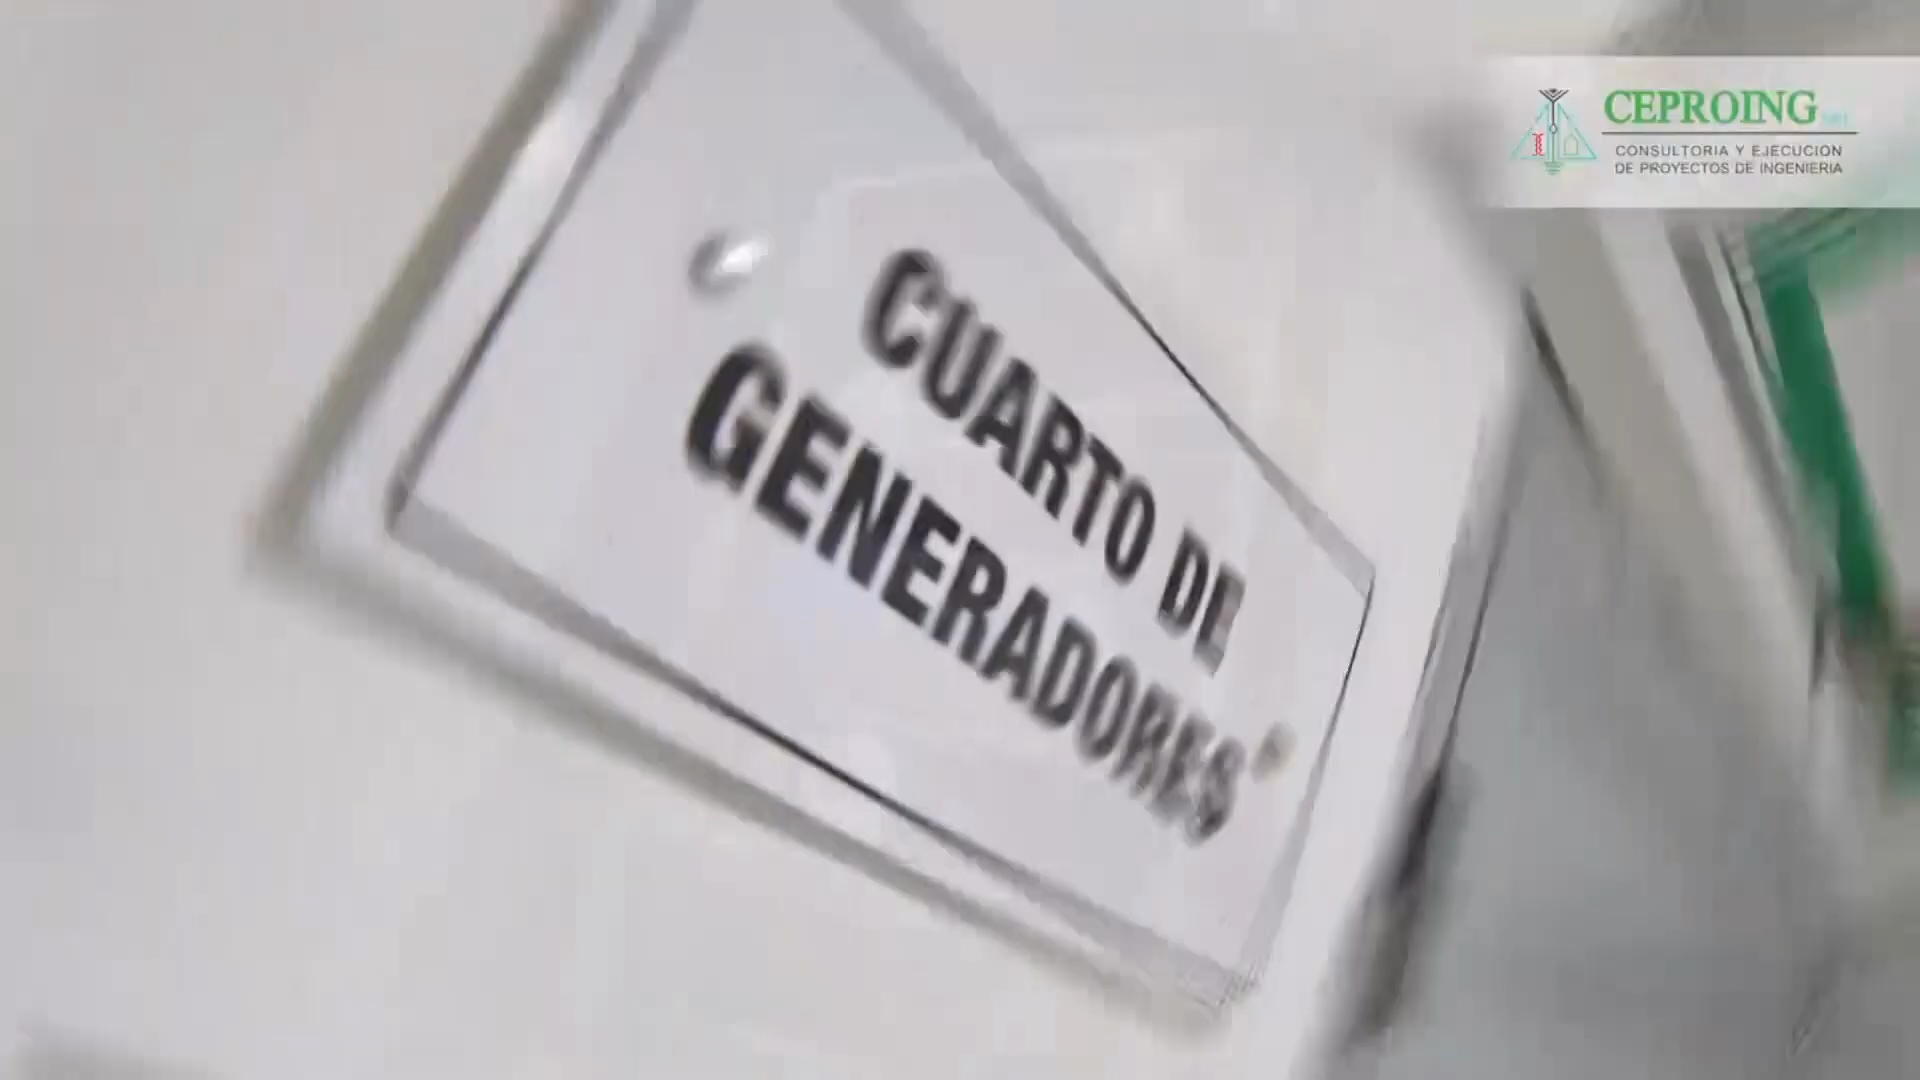 CUARTO DE
GENERADORES
CEPROING
CONSULTORIA Y EJECUCION
DE PROYECTOS DE INGENIERIA